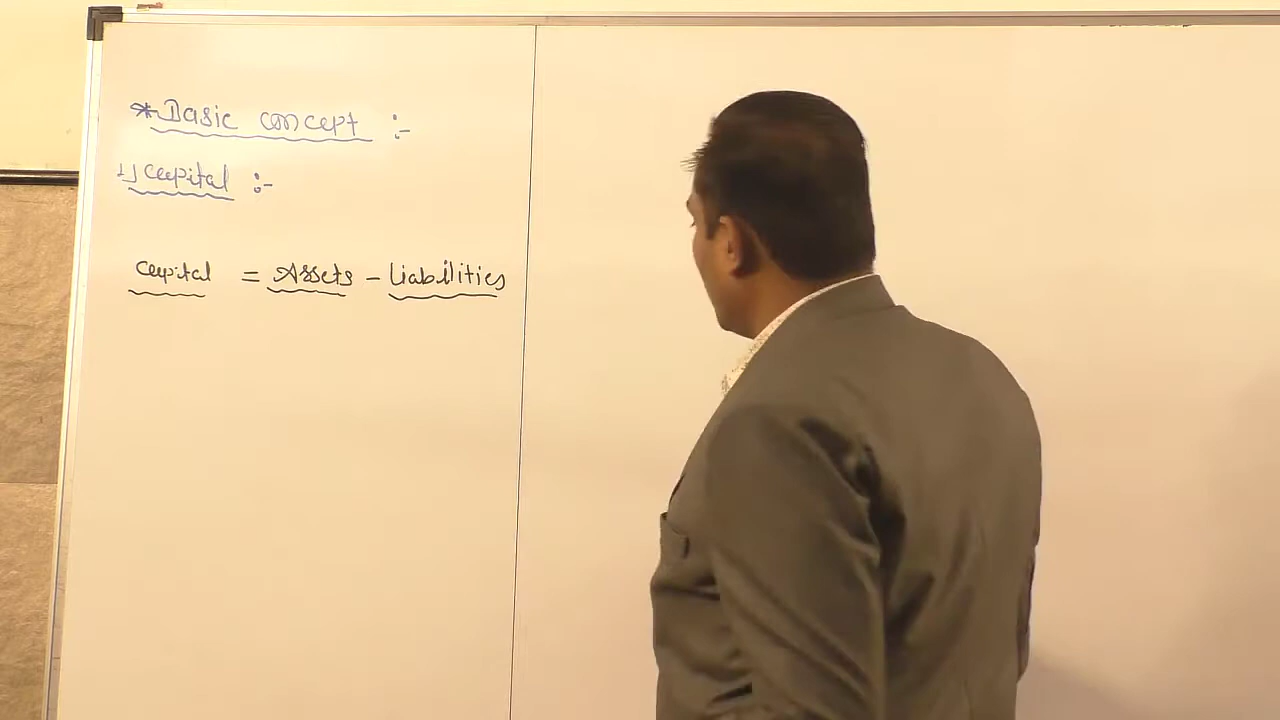 * Basic concept :-
1) Capital :-
Capital = Assets - Liabilities